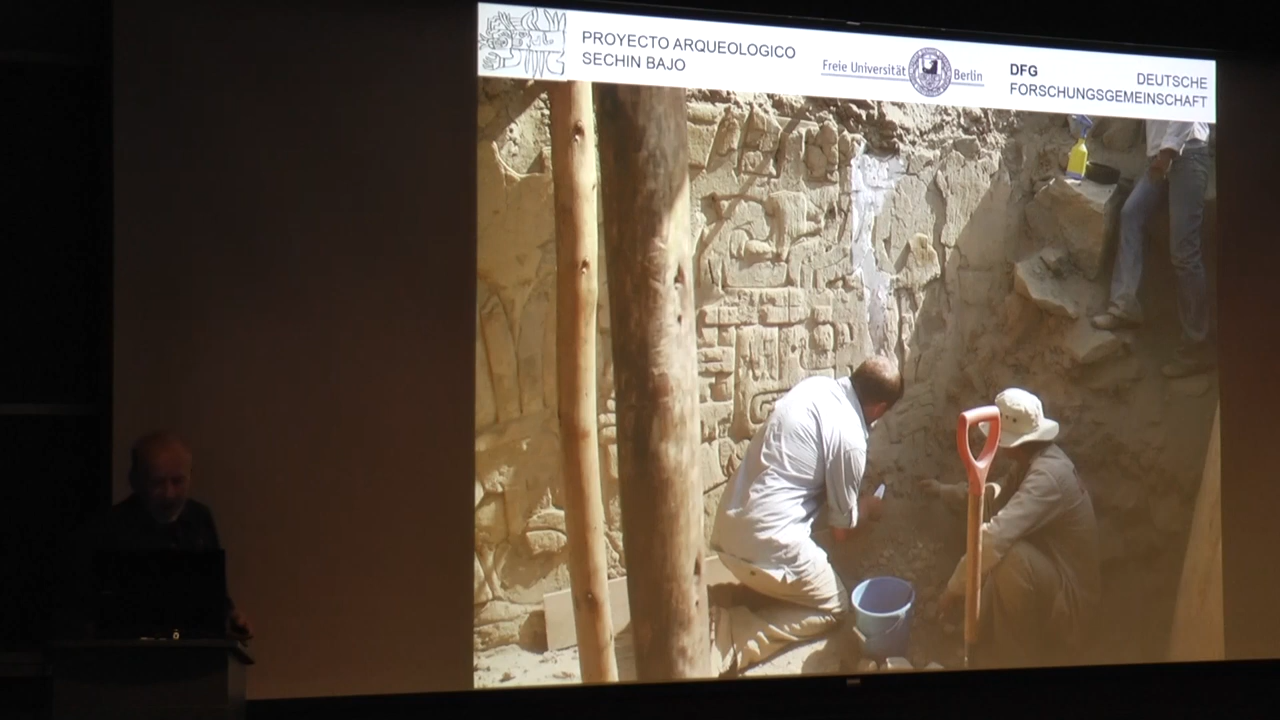 PROYECTO ARQUEOLOGICO
SECHIN BAJO
Freie Universität Berlin
DFG DEUTSCHE
FORSCHUNGSGEMEINSCHAFT